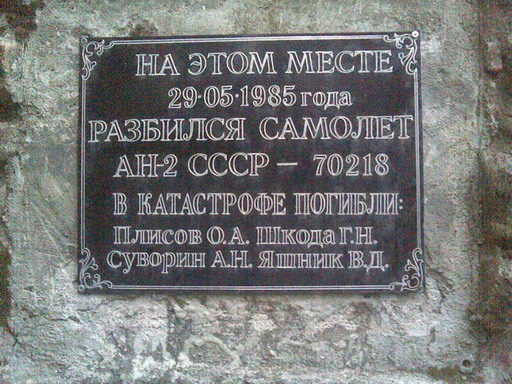 НА ЭТОМ МЕСТЕ
29·05·1985 года
РАЗБИЛСЯ САМОЛЕТ
АН-2 СССР – 70218
В КАТАСТРОФЕ ПОГИБЛИ:
Плисов О.А. Шкода Г.Н.
Суворин А.Н. Яшник В.Д.